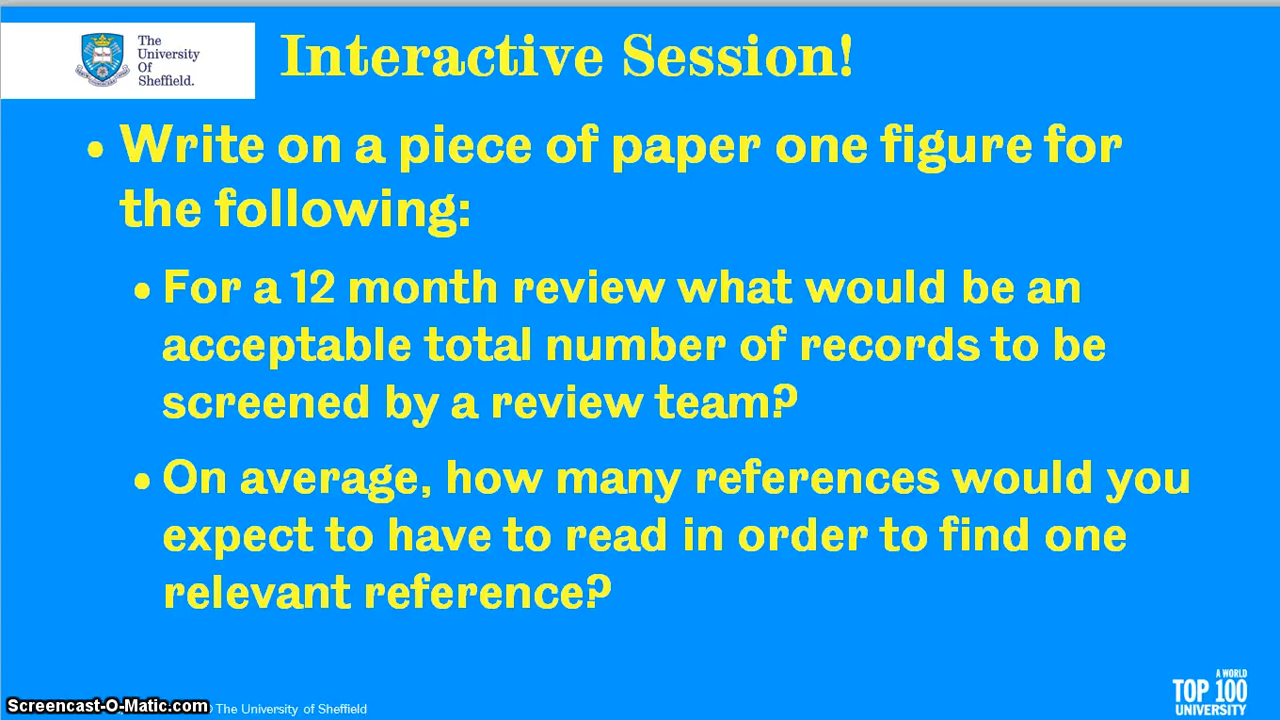 The
University
Of
Sheffield.
Interactive Session!
• Write on a piece of paper one figure for
the following:
• For a 12 month review what would be an
acceptable total number of records to be
screened by a review team?
• On average, how many references would you
expect to have to read in order to find one
relevant reference?
A WORLD
TOP 100
UNIVERSITY
Screencast-O-Matic.com
The University of Sheffield